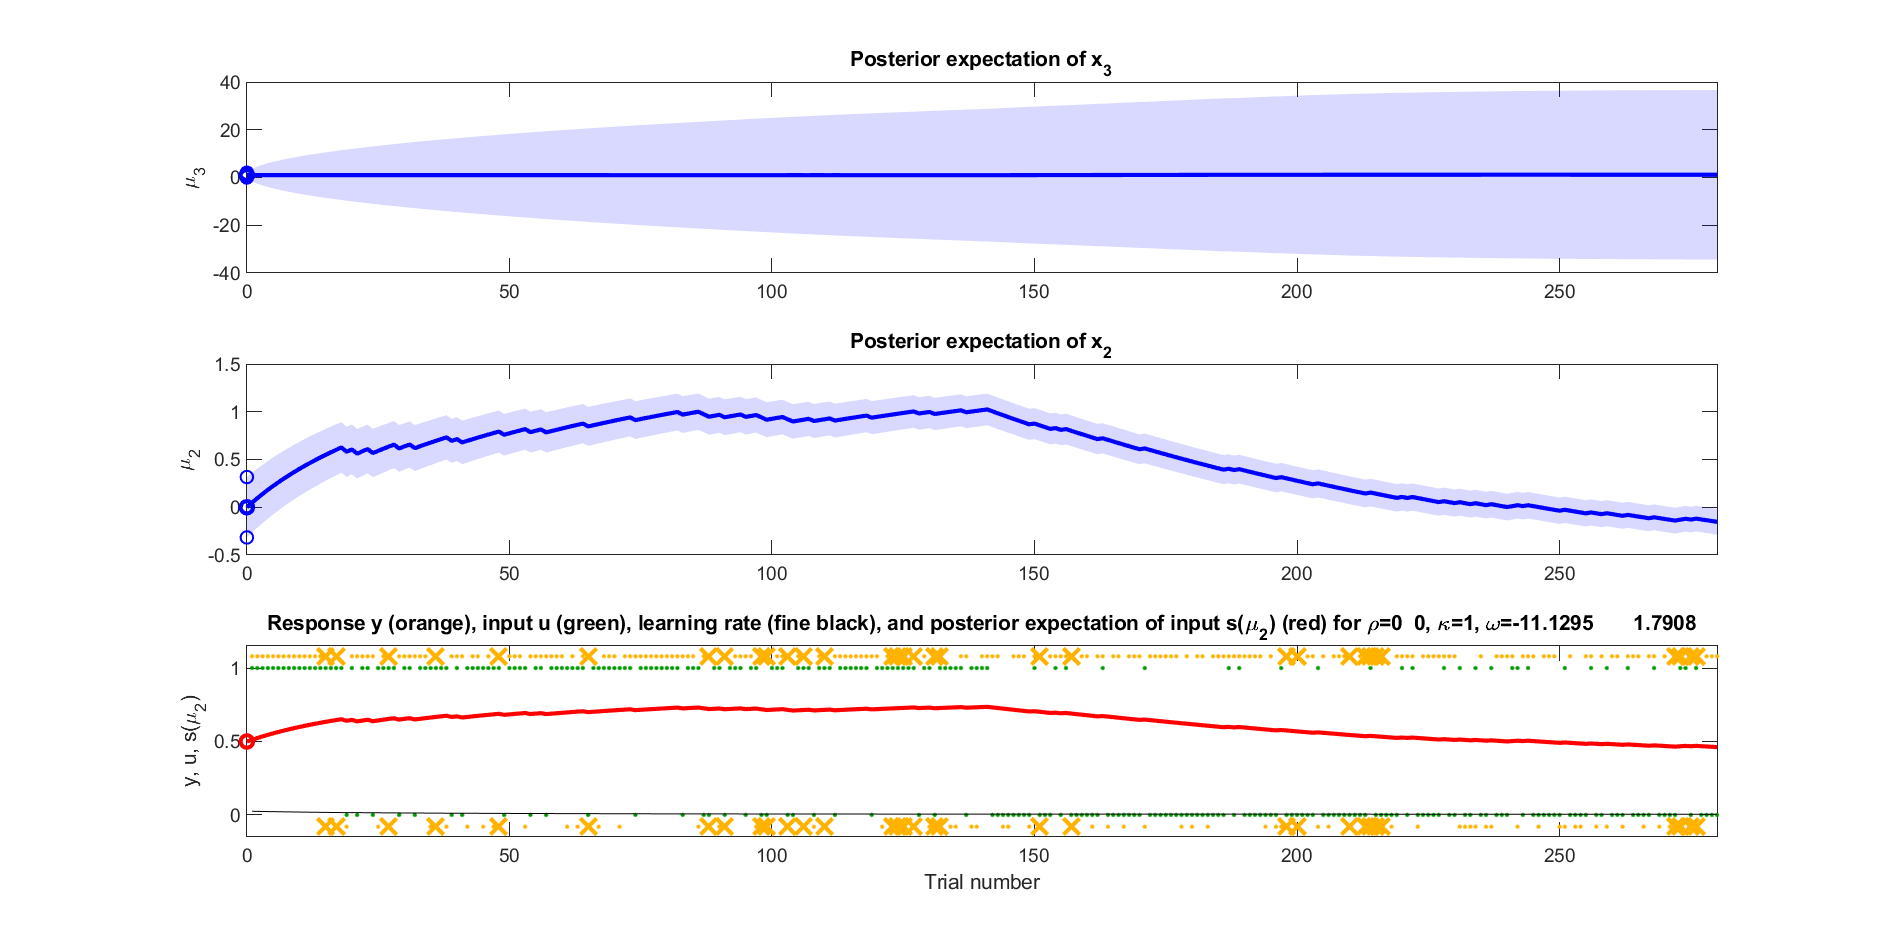 Posterior expectation of x₃
40
20
0
-20
-40
μ₃
0 50 100 150 200 250
Posterior expectation of x₂
1.5
1
0.5
0
-0.5
μ₂
0 50 100 150 200 250
Response y (orange), input u (green), learning rate (fine black), and posterior expectation of input s(μ₂) (red) for ρ=0 0, κ=1, ω=-11.1295 1.7908
1
0.5
0
y, u, s(μ₂)
0 50 100 150 200 250
Trial number